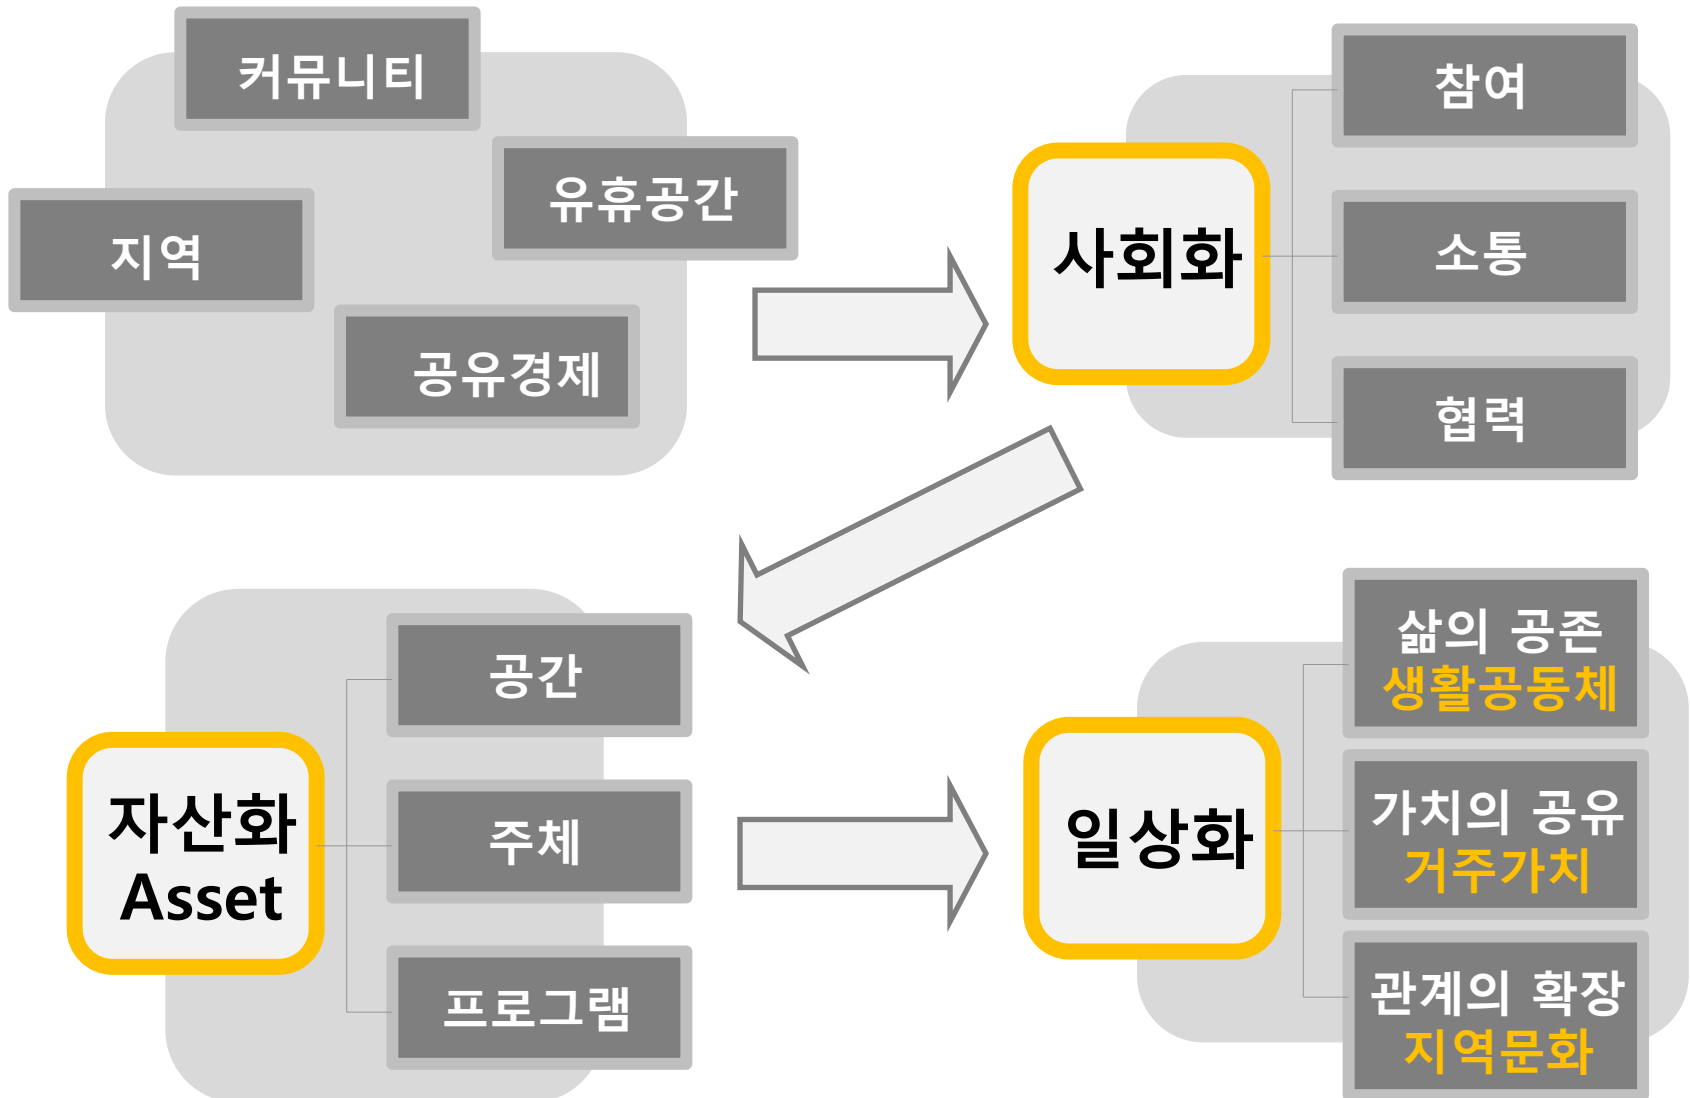 커뮤니티
유휴공간
지역
공유경제
사회화
참여
소통
협력
자산화
Asset
공간
주체
프로그램
일상화
삶의 공존
생활공동체
가치의 공유
거주가치
관계의 확장
지역문화